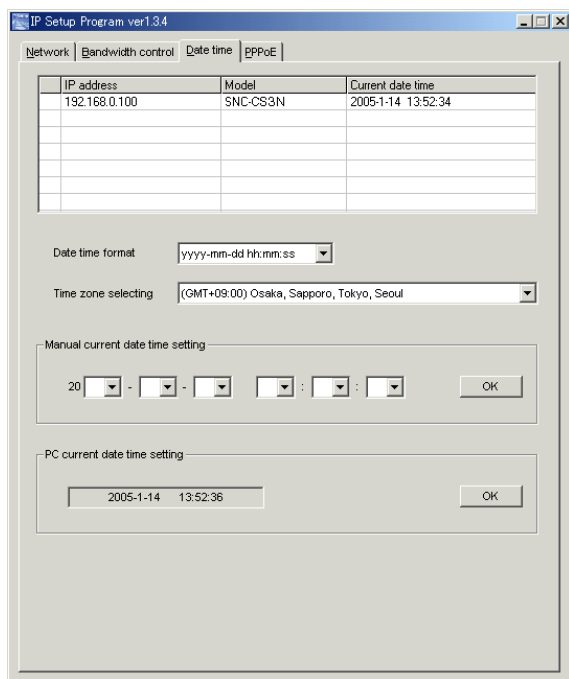 IP Setup Program ver1.3.4
Network Bandwidth control Date time PPPoE
IP address Model Current date time
192.168.0.100 SNC-CS3N 2005-1-14 13:52:34
Date time format yyyy-mm-dd hh:mm:ss
Time zone selecting (GMT+09:00) Osaka, Sapporo, Tokyo, Seoul
Manual current date time setting
20 - - : : OK
PC current date time setting
2005-1-14 13:52:36 OK